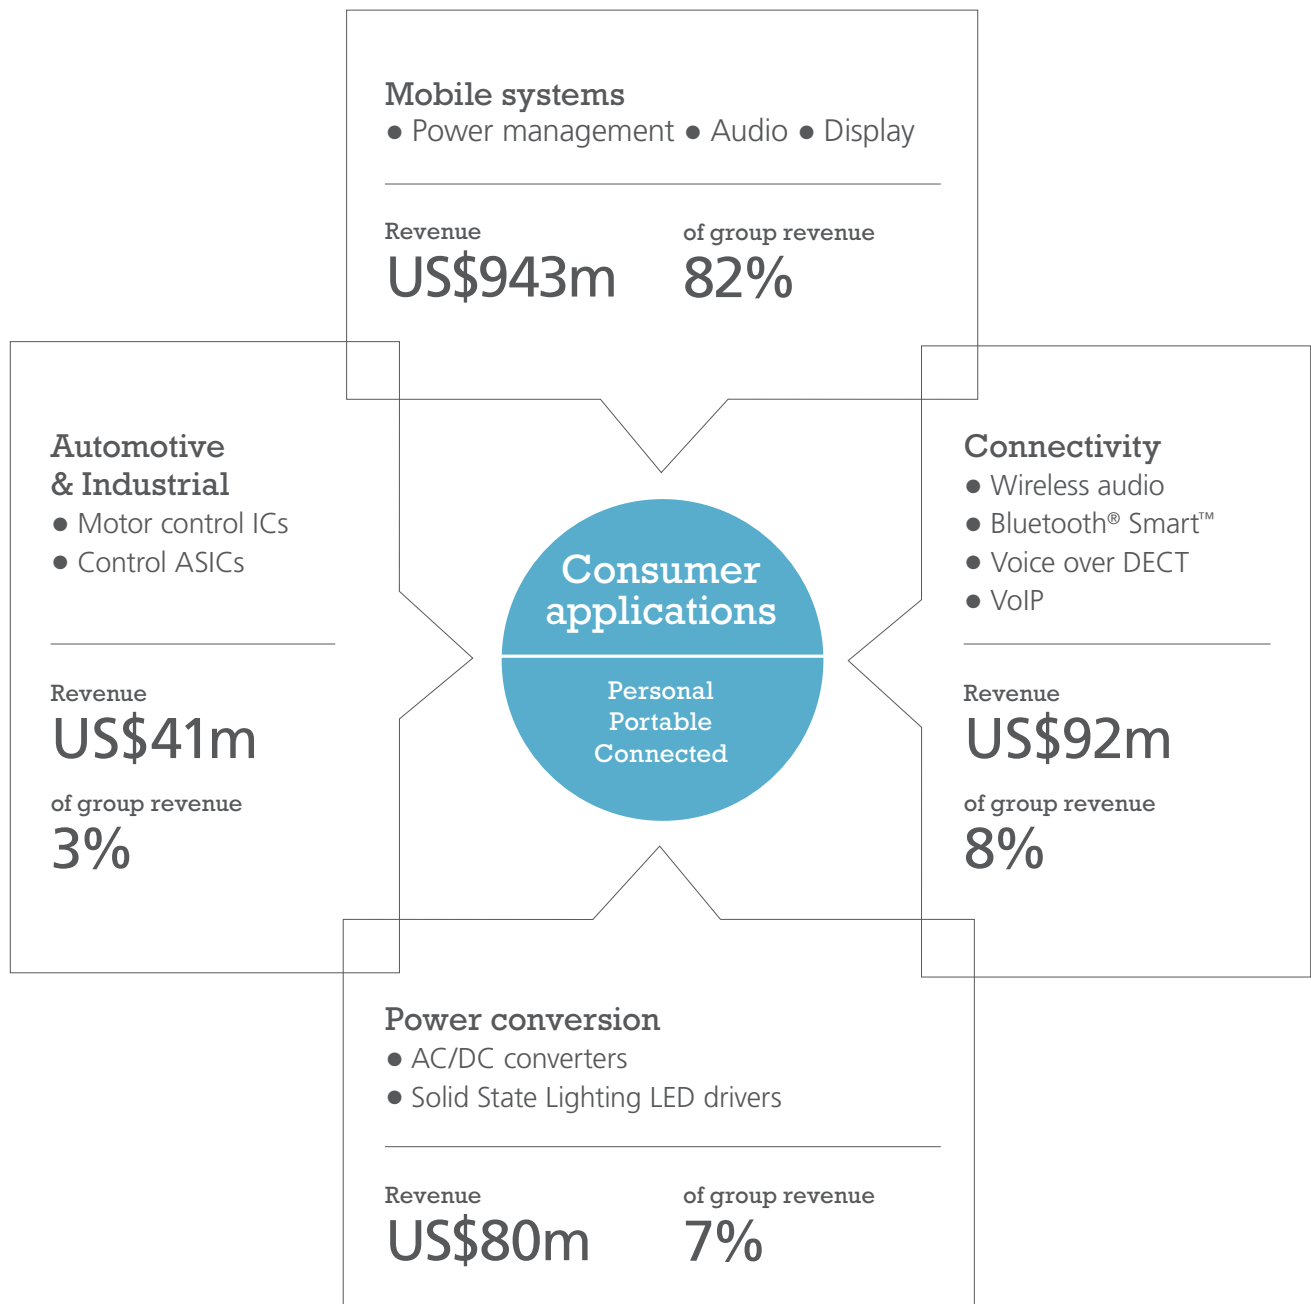 Mobile systems
● Power management ● Audio ● Display
Revenue
US$943m
of group revenue
82%
Automotive
& Industrial
● Motor control ICs
● Control ASICs
Revenue
US$41m
of group revenue
3%
Consumer
applications
Personal
Portable
Connected
Connectivity
● Wireless audio
● Bluetooth® Smart™
● Voice over DECT
● VoIP
Revenue
US$92m
of group revenue
8%
Power conversion
● AC/DC converters
● Solid State Lighting LED drivers
Revenue
US$80m
of group revenue
7%